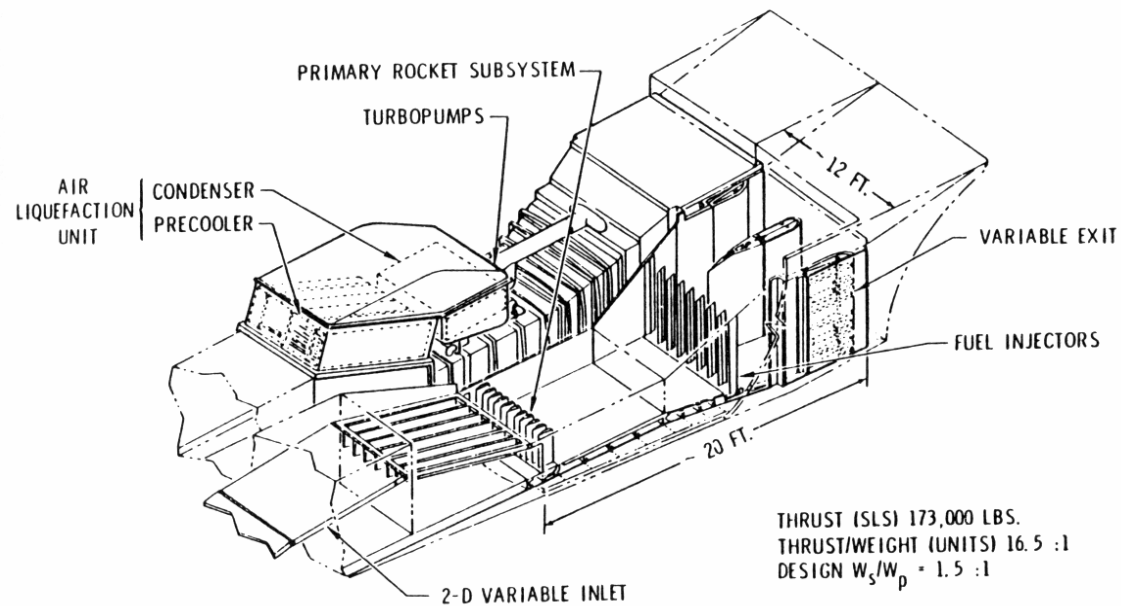 PRIMARY ROCKET SUBSYSTEM
TURBOPUMPS
AIR
LIQUEFACTION
UNIT
CONDENSER
PRECOOLER
12 FT.
VARIABLE EXIT
FUEL INJECTORS
20 FT.
THRUST (SLS) 173,000 LBS.
THRUST/WEIGHT (UNITS) 16.5 :1
DESIGN Ws/Wp = 1.5 :1
2-D VARIABLE INLET